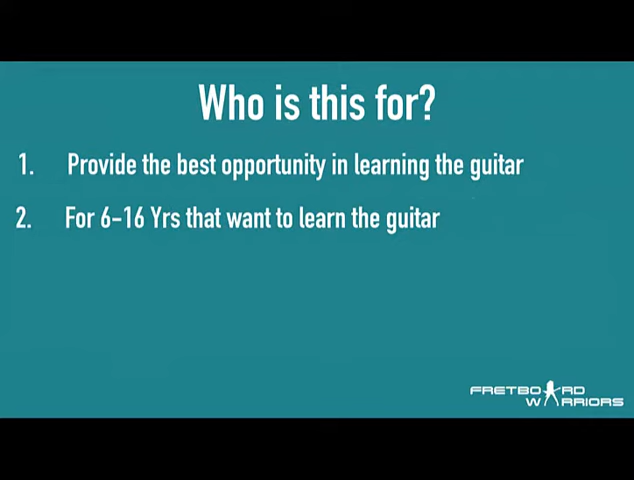 Who is this for?
1. Provide the best opportunity in learning the guitar
2. For 6-16 Yrs that want to learn the guitar
FRETBOARD
WARRIORS